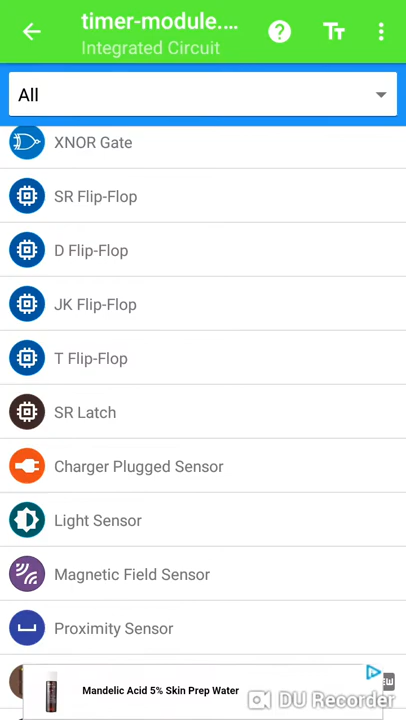 timer-module....
Integrated Circuit
All
XNOR Gate
SR Flip-Flop
D Flip-Flop
JK Flip-Flop
T Flip-Flop
SR Latch
Charger Plugged Sensor
Light Sensor
Magnetic Field Sensor
Proximity Sensor
Mandelic Acid 5% Skin Prep Water
DU Recorder